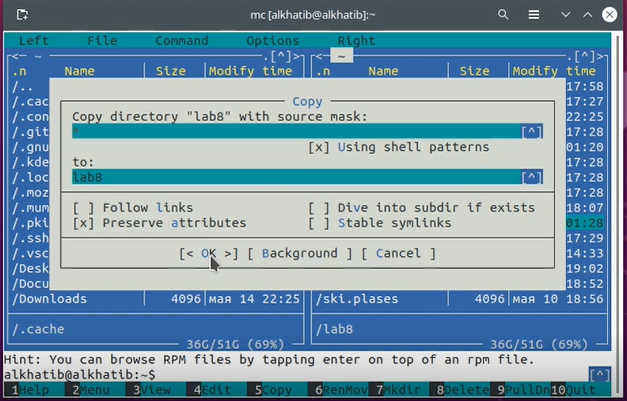 mc [alkhatib@alkhatib]:~
Left File Command Options Right
<─ ~ .[^]> <─ ~ .[^]>
.n Name Size Modify time .n Name Size Modify time
/.. 17:58
/.cac 17:27
/.con 22:25
/.git 17:28
/.gnu 01:20
/.kde 17:28
/.loc 17:28
/.moz 17:28
/.mum 18:07
/.pki 01:28
/.ssh 17:29
/.vsc 14:33
/Desk 19:02
/Docu 18:52
Copy
Copy directory "lab8" with source mask:
* [^]
[x] Using shell patterns
to:
lab8 [^]
[ ] Follow links [ ] Dive into subdir if exists
[x] Preserve attributes [ ] Stable symlinks
[< OK >] [ Background ] [ Cancel ]
/Downloads 4096 мая 14 22:25 /ski.plases 4096 мая 10 18:56
/.cache /lab8
36G/51G (69%) 36G/51G (69%)
Hint: You can browse RPM files by tapping enter on top of an rpm file.
alkhatib@alkhatib:~$ [^]
1Help 2Menu 3View 4Edit 5Copy 6RenMov 7Mkdir 8Delete 9PullDn 10Quit